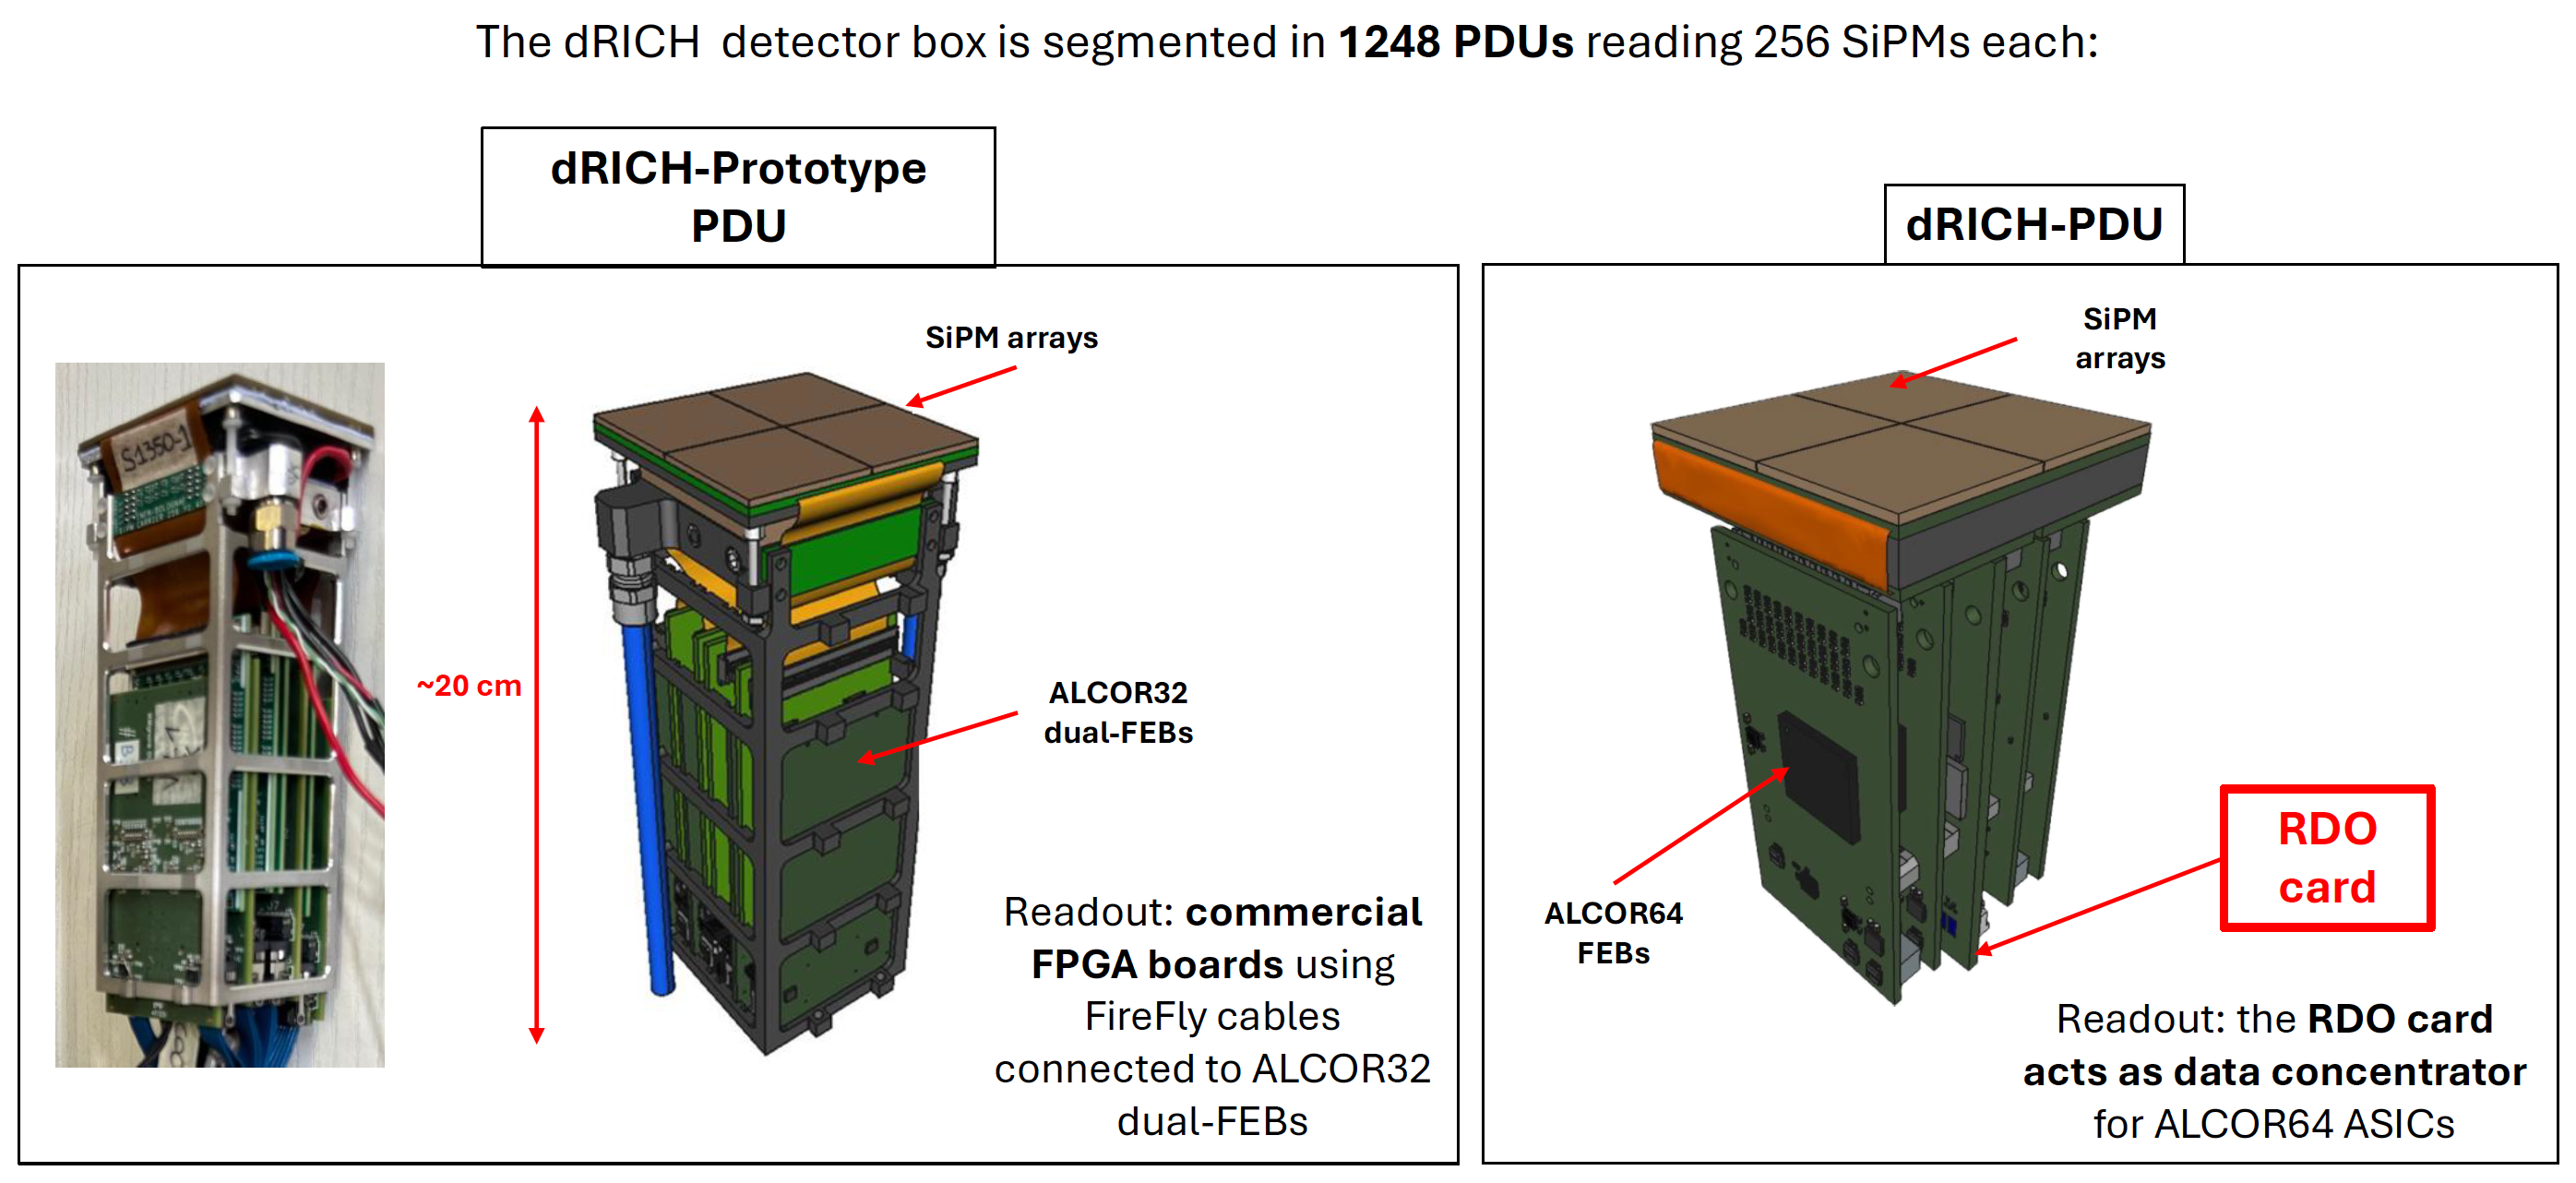 The dRICH detector box is segmented in 1248 PDUs reading 256 SiPMs each:
dRICH-Prototype
PDU
dRICH-PDU
S1350-1
SiPM arrays
~20 cm
ALCOR32
dual-FEBs
Readout: commercial
FPGA boards using
FireFly cables
connected to ALCOR32
dual-FEBs
SiPM
arrays
ALCOR64
FEBs
RDO
card
Readout: the RDO card
acts as data concentrator
for ALCOR64 ASICs